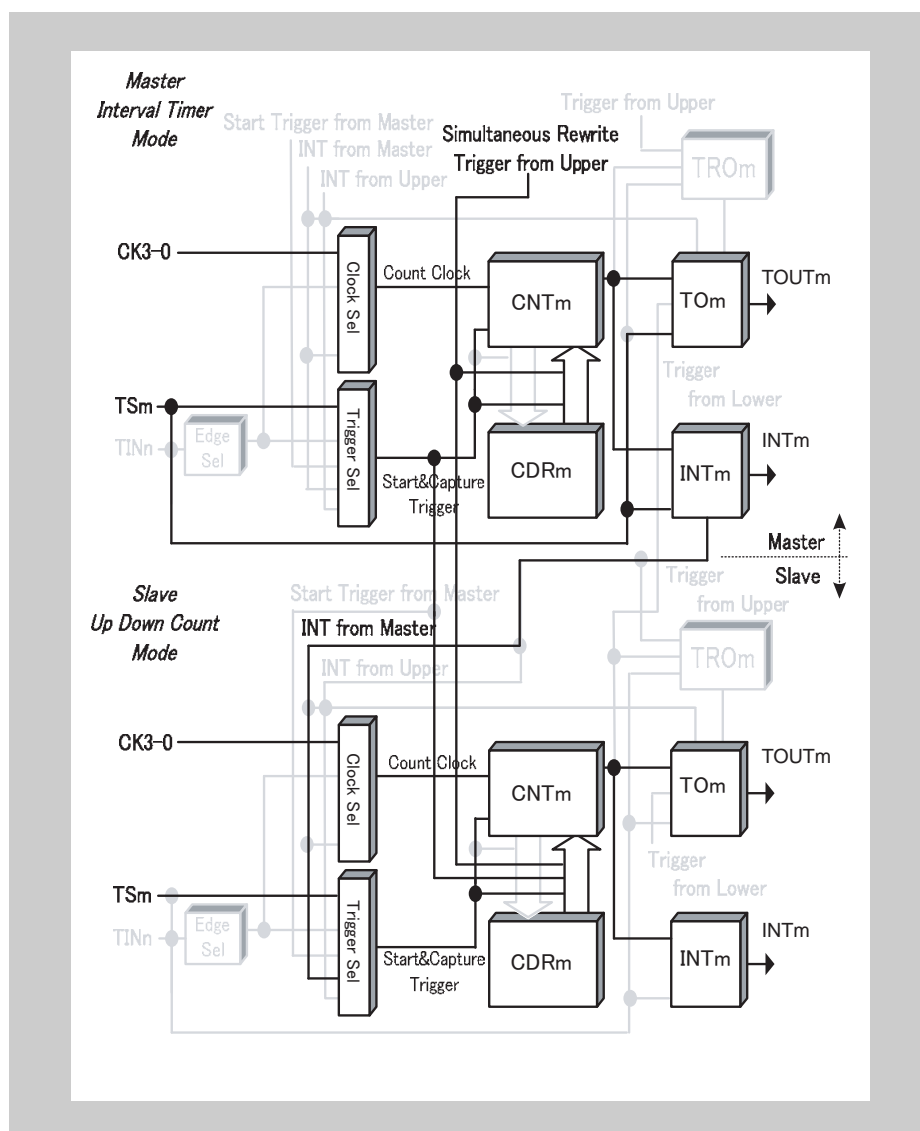 Master
Interval Timer
Mode
Trigger from Upper
Start Trigger from Master
Simultaneous Rewrite
Trigger from Upper
INT from Master
INT from Upper
TROm
CK3-0
Clock Sel
Count Clock
CNTm
TOm
TOUTm
Trigger
from Lower
TSm
TINn
Edge
Sel
Trigger Sel
Start&Capture
Trigger
CDRm
INTm
INTm
Master
Slave
Slave
Up Down Count
Mode
Trigger
from Upper
Start Trigger from Master
INT from Master
INT from Upper
TROm
CK3-0
Clock Sel
Count Clock
CNTm
TOm
TOUTm
Trigger
from Lower
TSm
TINn
Edge
Sel
Trigger Sel
Start&Capture
Trigger
CDRm
INTm
INTm